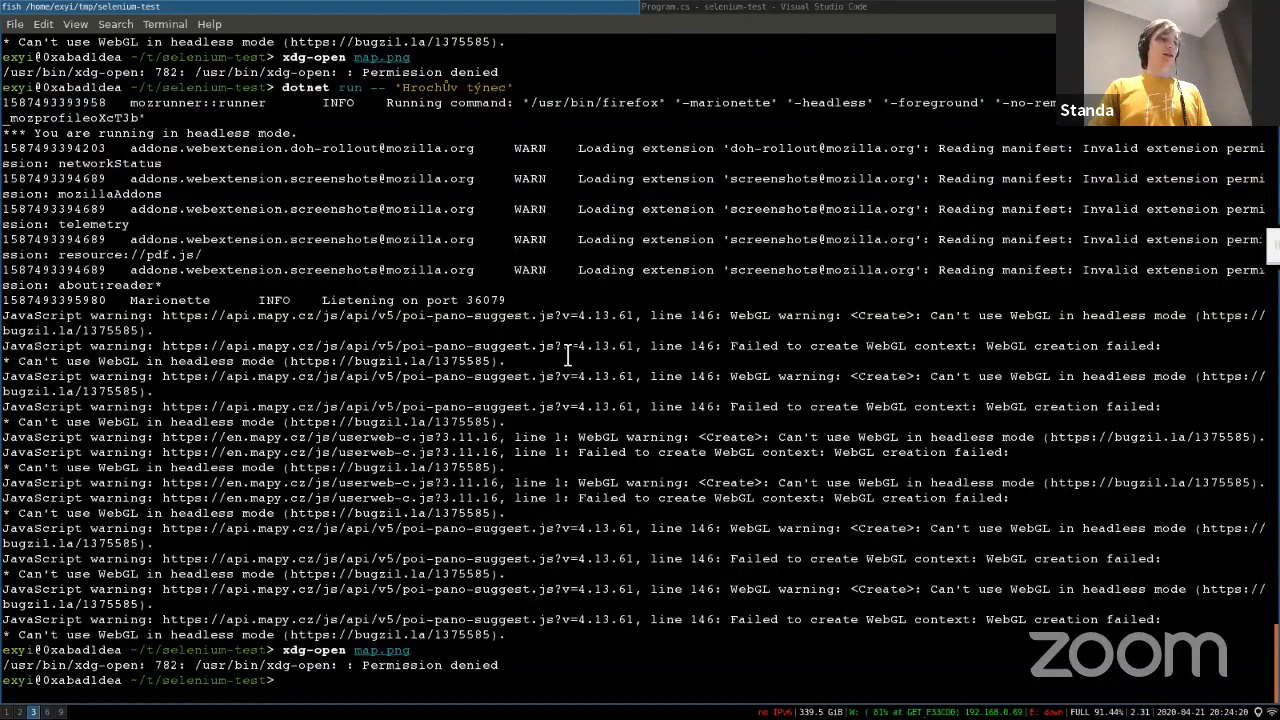 fish /home/exyi/tmp/selenium-test
Program.cs - selenium-test - Visual Studio Code
File Edit View Search Terminal Help
* Can't use WebGL in headless mode (https://bugzil.la/1375585).
exyi@0xabad1dea ~/t/selenium-test> xdg-open map.png
/usr/bin/xdg-open: 782: /usr/bin/xdg-open: : Permission denied
exyi@0xabad1dea ~/t/selenium-test> dotnet run -- "Hrochův týnec"
1587493393958 mozrunner::runner INFO Running command: "/usr/bin/firefox" "-marionette" "-headless" "-foreground" "-no-rem
_mozprofileoXcT3b"
*** You are running in headless mode.
1587493394203 addons.webextension.doh-rollout@mozilla.org WARN Loading extension 'doh-rollout@mozilla.org': Reading manifest: Invalid extension permi
ssion: networkStatus
1587493394689 addons.webextension.screenshots@mozilla.org WARN Loading extension 'screenshots@mozilla.org': Reading manifest: Invalid extension permi
ssion: mozillaAddons
1587493394689 addons.webextension.screenshots@mozilla.org WARN Loading extension 'screenshots@mozilla.org': Reading manifest: Invalid extension permi
ssion: telemetry
1587493394689 addons.webextension.screenshots@mozilla.org WARN Loading extension 'screenshots@mozilla.org': Reading manifest: Invalid extension permi
ssion: resource://pdf.js/
1587493394689 addons.webextension.screenshots@mozilla.org WARN Loading extension 'screenshots@mozilla.org': Reading manifest: Invalid extension permi
ssion: about:reader*
1587493395980 Marionette INFO Listening on port 36079
JavaScript warning: https://api.mapy.cz/js/api/v5/poi-pano-suggest.js?v=4.13.61, line 146: WebGL warning: <Create>: Can't use WebGL in headless mode (https://
bugzil.la/1375585).
JavaScript warning: https://api.mapy.cz/js/api/v5/poi-pano-suggest.js?v=4.13.61, line 146: Failed to create WebGL context: WebGL creation failed:
* Can't use WebGL in headless mode (https://bugzil.la/1375585).
JavaScript warning: https://api.mapy.cz/js/api/v5/poi-pano-suggest.js?v=4.13.61, line 146: WebGL warning: <Create>: Can't use WebGL in headless mode (https://
bugzil.la/1375585).
JavaScript warning: https://api.mapy.cz/js/api/v5/poi-pano-suggest.js?v=4.13.61, line 146: Failed to create WebGL context: WebGL creation failed:
* Can't use WebGL in headless mode (https://bugzil.la/1375585).
JavaScript warning: https://en.mapy.cz/js/userweb-c.js?3.11.16, line 1: WebGL warning: <Create>: Can't use WebGL in headless mode (https://bugzil.la/1375585).
JavaScript warning: https://en.mapy.cz/js/userweb-c.js?3.11.16, line 1: Failed to create WebGL context: WebGL creation failed:
* Can't use WebGL in headless mode (https://bugzil.la/1375585).
JavaScript warning: https://en.mapy.cz/js/userweb-c.js?3.11.16, line 1: WebGL warning: <Create>: Can't use WebGL in headless mode (https://bugzil.la/1375585).
JavaScript warning: https://en.mapy.cz/js/userweb-c.js?3.11.16, line 1: Failed to create WebGL context: WebGL creation failed:
* Can't use WebGL in headless mode (https://bugzil.la/1375585).
JavaScript warning: https://api.mapy.cz/js/api/v5/poi-pano-suggest.js?v=4.13.61, line 146: WebGL warning: <Create>: Can't use WebGL in headless mode (https://
bugzil.la/1375585).
JavaScript warning: https://api.mapy.cz/js/api/v5/poi-pano-suggest.js?v=4.13.61, line 146: Failed to create WebGL context: WebGL creation failed:
* Can't use WebGL in headless mode (https://bugzil.la/1375585).
JavaScript warning: https://api.mapy.cz/js/api/v5/poi-pano-suggest.js?v=4.13.61, line 146: WebGL warning: <Create>: Can't use WebGL in headless mode (https://
bugzil.la/1375585).
JavaScript warning: https://api.mapy.cz/js/api/v5/poi-pano-suggest.js?v=4.13.61, line 146: Failed to create WebGL context: WebGL creation failed:
* Can't use WebGL in headless mode (https://bugzil.la/1375585).
exyi@0xabad1dea ~/t/selenium-test> xdg-open map.png
/usr/bin/xdg-open: 782: /usr/bin/xdg-open: : Permission denied
exyi@0xabad1dea ~/t/selenium-test>
Standa
zoom
1 2 3 6 9
no IPv6|339.5 GiB|W: ( 81% at GET F33CD0) 192.168.0.69|E: down|FULL 91.44%|2.31|2020-04-21 20:24:20